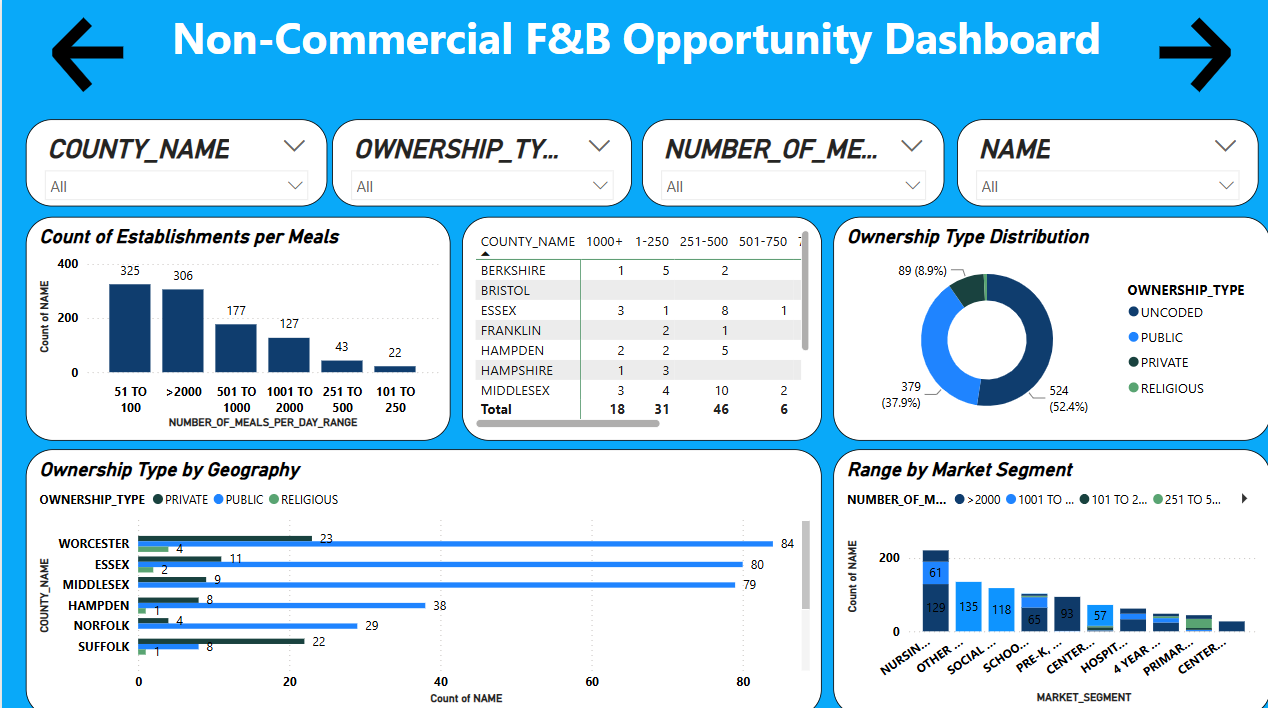 Non-Commercial F&B Opportunity Dashboard
COUNTY_NAME
All
OWNERSHIP_TY...
All
NUMBER_OF_ME...
All
NAME
All
Count of Establishments per Meals
Count of NAME
400
200
0
325
306
177
127
43
22
51 TO 100
>2000
501 TO 1000
1001 TO 2000
251 TO 500
101 TO 250
NUMBER_OF_MEALS_PER_DAY_RANGE
COUNTY_NAME 1000+ 1-250 251-500 501-750
BERKSHIRE 1 5 2
BRISTOL
ESSEX 3 1 8 1
FRANKLIN 2 1
HAMPDEN 2 2 5
HAMPSHIRE 1 3
MIDDLESEX 3 4 10 2
Total 18 31 46 6
Ownership Type Distribution
89 (8.9%)
379
(37.9%)
524
(52.4%)
OWNERSHIP_TYPE
UNCODED
PUBLIC
PRIVATE
RELIGIOUS
Ownership Type by Geography
OWNERSHIP_TYPE PRIVATE PUBLIC RELIGIOUS
COUNTY_NAME
WORCESTER 23 84 4
ESSEX 11 80 2
MIDDLESEX 9 79
HAMPDEN 8 38 1
NORFOLK 4 29
SUFFOLK 22 8 1
0 20 40 60 80
Count of NAME
Range by Market Segment
NUMBER_OF_M... >2000 1001 TO ... 101 TO 2... 251 TO 5...
Count of NAME
200
0
61
129
135
118
65
93
57
NURSIN...
OTHER ...
SOCIAL ...
SCHOO...
PRE-K, ...
CENTER...
HOSPIT...
4 YEAR ...
PRIMAR...
CENTER...
MARKET_SEGMENT